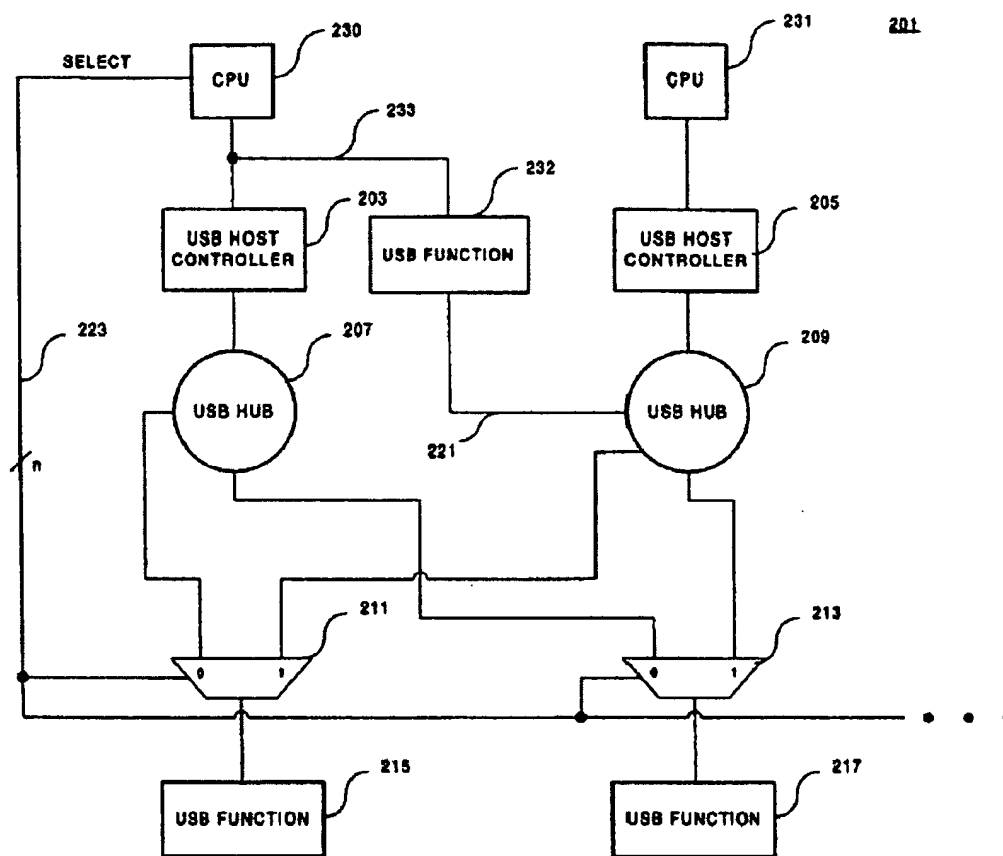 230
231
201
SELECT
CPU
CPU
233
232
203
205
USB HOST
CONTROLLER
USB FUNCTION
USB HOST
CONTROLLER
223
207
209
USB HUB
USB HUB
221
n
211
213
0
1
0
1
215
217
USB FUNCTION
USB FUNCTION